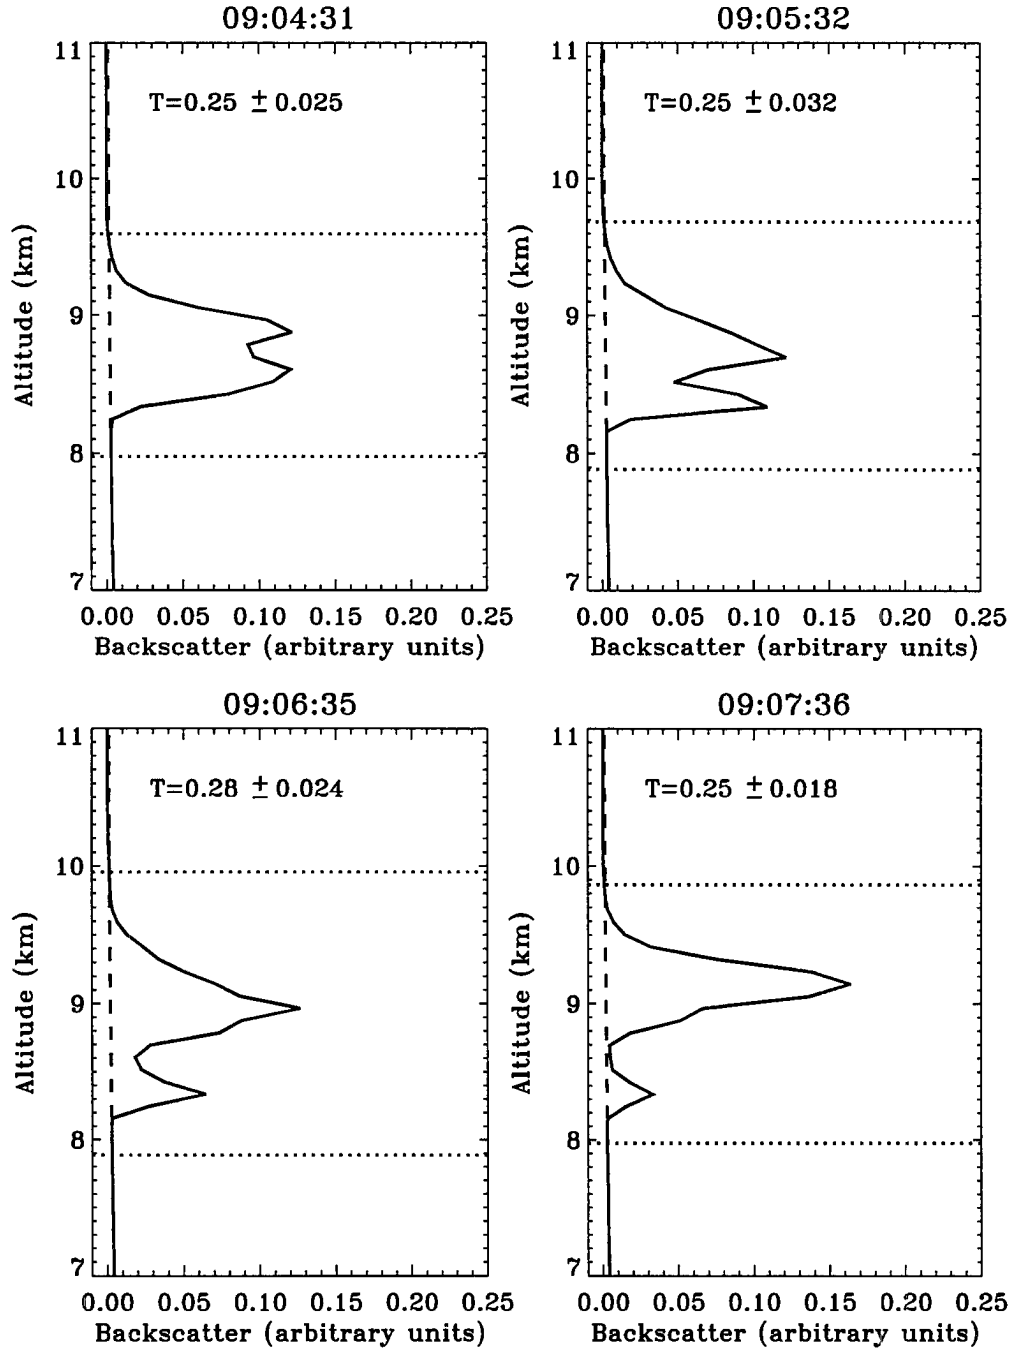 09:04:31
11
T=0.25 ± 0.025
10
Altitude (km)
9
8
7
0.00 0.05 0.10 0.15 0.20 0.25
Backscatter (arbitrary units)
09:05:32
11
T=0.25 ± 0.032
10
Altitude (km)
9
8
7
0.00 0.05 0.10 0.15 0.20 0.25
Backscatter (arbitrary units)
09:06:35
11
T=0.28 ± 0.024
10
Altitude (km)
9
8
7
0.00 0.05 0.10 0.15 0.20 0.25
Backscatter (arbitrary units)
09:07:36
11
T=0.25 ± 0.018
10
Altitude (km)
9
8
7
0.00 0.05 0.10 0.15 0.20 0.25
Backscatter (arbitrary units)